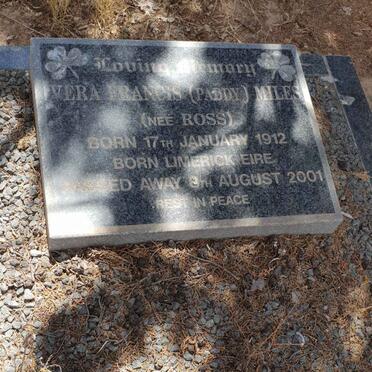 In Loving Memory
VERA FRANCIS (PADDY) MILES
(NEE ROSS)
BORN 17TH JANUARY 1912
BORN LIMERICK EIRE
PASSED AWAY 3RD AUGUST 2001
REST IN PEACE